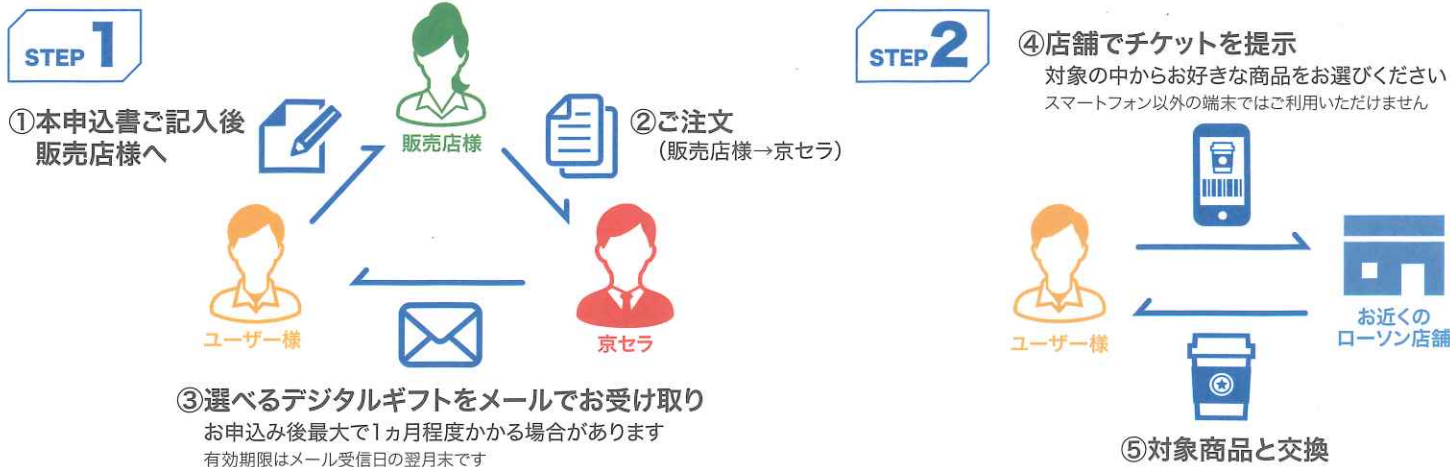 STEP 1
①本申込書ご記入後
販売店様へ
販売店様
②ご注文
（販売店様→京セラ）
ユーザー様
京セラ
③選べるデジタルギフトをメールでお受け取り
お申込み後最大で1ヵ月程度かかる場合があります
有効期限はメール受信日の翌月末です
STEP 2
④店舗でチケットを提示
対象の中からお好きな商品をお選びください
スマートフォン以外の端末ではご利用いただけません
ユーザー様
お近くの
ローソン店舗
⑤対象商品と交換